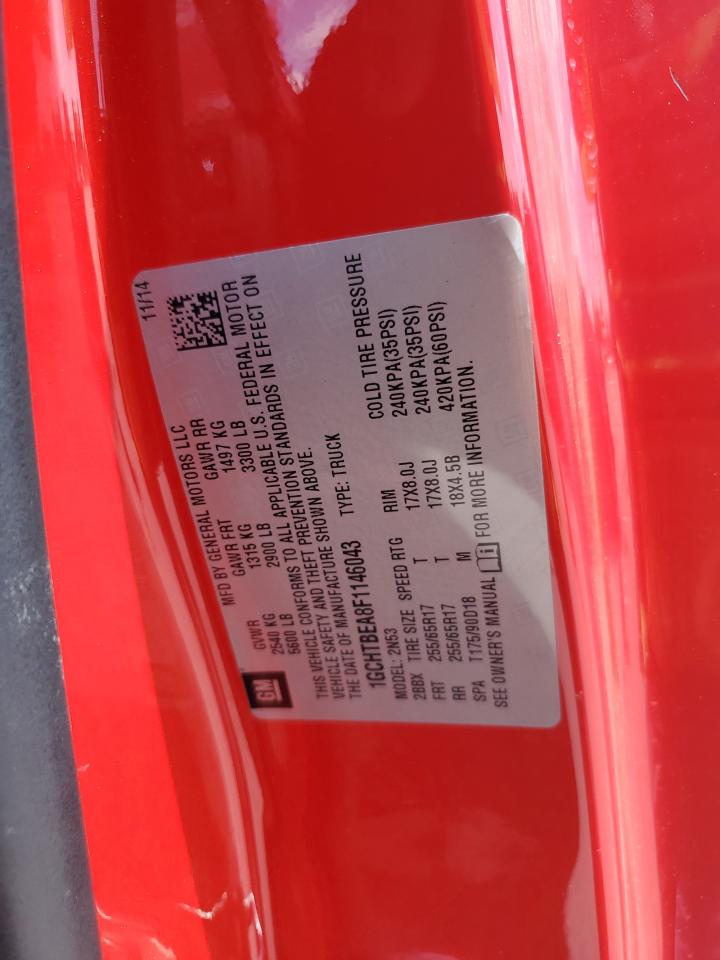 GM
MFD BY GENERAL MOTORS LLC 11/14
GVWR GAWR FRT GAWR RR
2540 KG 1315 KG 1497 KG
5600 LB 2900 LB 3300 LB
THIS VEHICLE CONFORMS TO ALL APPLICABLE U.S. FEDERAL MOTOR
VEHICLE SAFETY AND THEFT PREVENTION STANDARDS IN EFFECT ON
THE DATE OF MANUFACTURE SHOWN ABOVE.
1GCHTBEA8F1146043 TYPE: TRUCK
MODEL: 2N53
2BBX TIRE SIZE SPEED RTG RIM COLD TIRE PRESSURE
FRT 255/65R17 T 17X8.0J 240KPA(35PSI)
RR 255/65R17 T 17X8.0J 240KPA(35PSI)
SPA T175/90D18 M 18X4.5B 420KPA(60PSI)
SEE OWNER'S MANUAL FOR MORE INFORMATION.